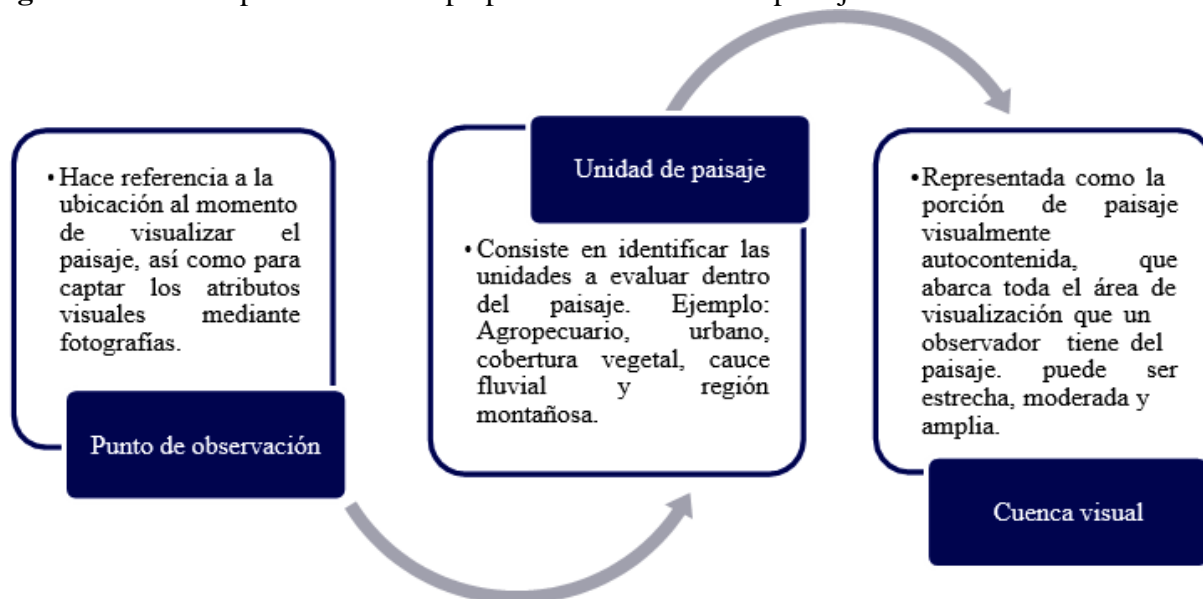 • Hace referencia a la
ubicación al momento
de visualizar el
paisaje, así como para
captar los atributos
visuales mediante
fotografías.
Punto de observación
Unidad de paisaje
• Consiste en identificar las
unidades a evaluar dentro
del paisaje. Ejemplo:
Agropecuario, urbano,
cobertura vegetal, cauce
fluvial y región
montañosa.
• Representada como la
porción de paisaje
visualmente
autocontenida, que
abarca toda el área de
visualización que un
observador tiene del
paisaje. puede ser
estrecha, moderada y
amplia.
Cuenca visual